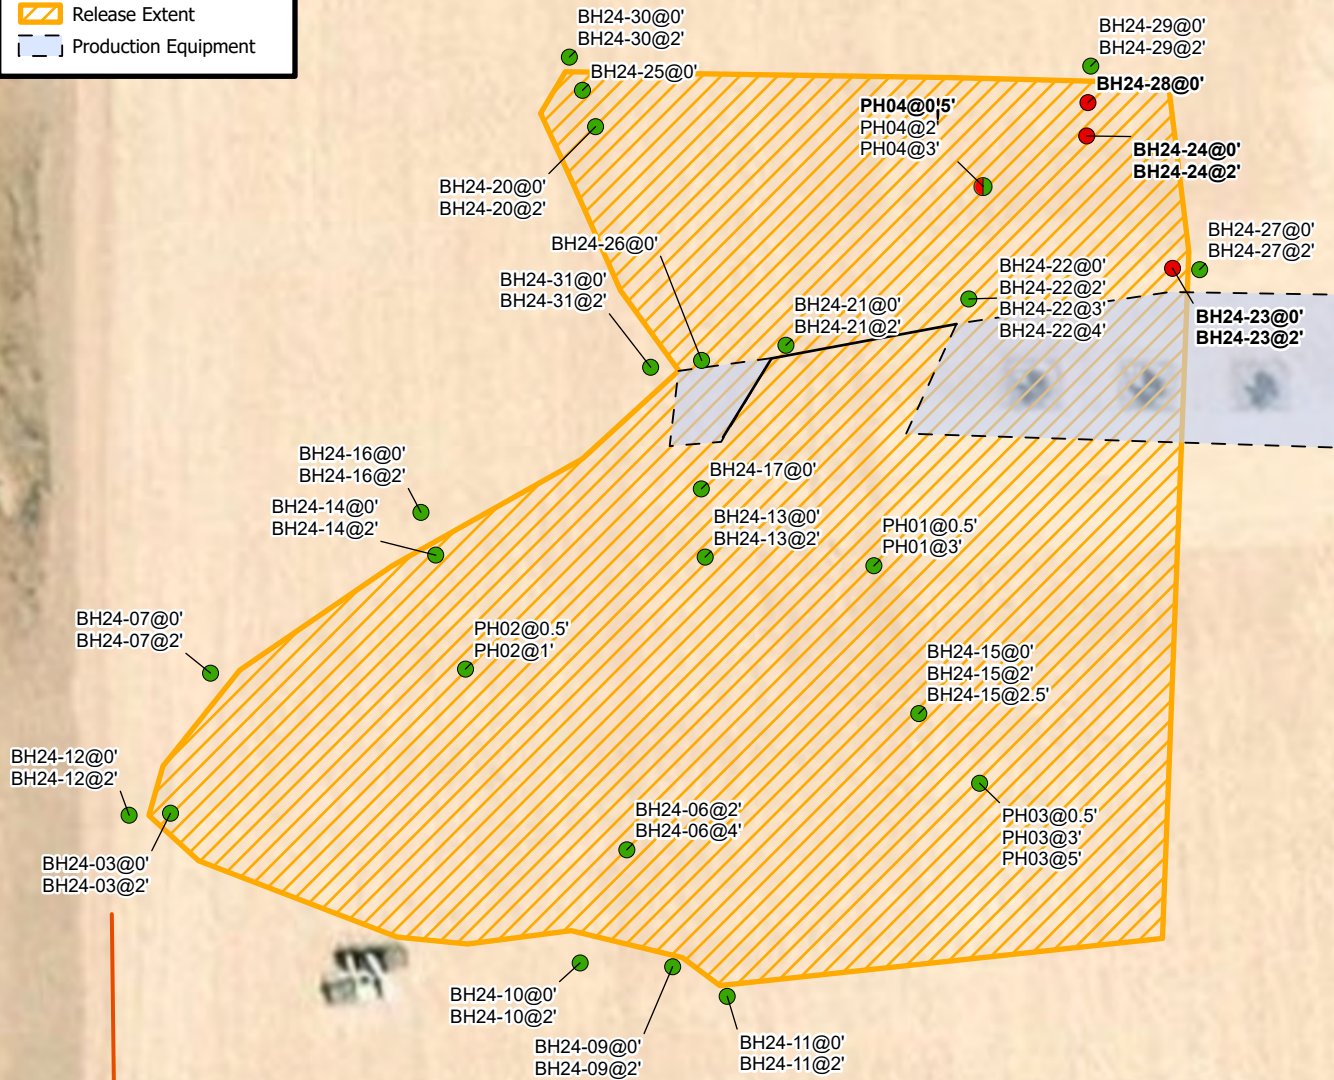 Release Extent
Production Equipment
BH24-30@0'
BH24-30@2'
BH24-25@0'
BH24-29@0'
BH24-29@2'
BH24-28@0'
PH04@0.5'
PH04@2'
PH04@3'
BH24-24@0'
BH24-24@2'
BH24-20@0'
BH24-20@2'
BH24-26@0'
BH24-27@0'
BH24-27@2'
BH24-31@0'
BH24-31@2'
BH24-22@0'
BH24-22@2'
BH24-22@3'
BH24-22@4'
BH24-21@0'
BH24-21@2'
BH24-23@0'
BH24-23@2'
BH24-16@0'
BH24-16@2'
BH24-17@0'
BH24-14@0'
BH24-14@2'
BH24-13@0'
BH24-13@2'
PH01@0.5'
PH01@3'
BH24-07@0'
BH24-07@2'
PH02@0.5'
PH02@1'
BH24-15@0'
BH24-15@2'
BH24-15@2.5'
BH24-12@0'
BH24-12@2'
BH24-06@2'
BH24-06@4'
PH03@0.5'
PH03@3'
PH03@5'
BH24-03@0'
BH24-03@2'
BH24-10@0'
BH24-10@2'
BH24-09@0'
BH24-09@2'
BH24-11@0'
BH24-11@2'